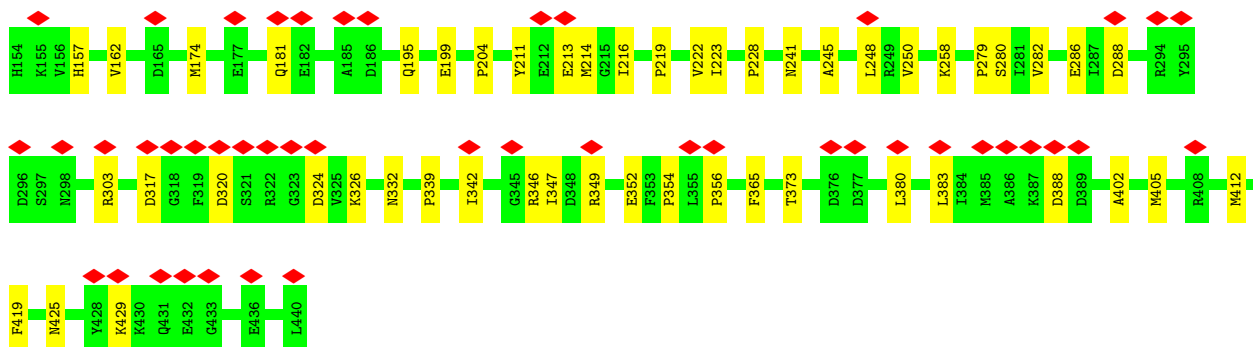 H154 K155 V156 H157 V162 D165 M174 E177 Q181 E182 A185 D186 Q195 E199 P204 Y211 E212 E213 M214 G215 I216 P219 V222 I223 P228 N241 A245 L248 R249 V250 K258 P279 S280 I281 V282 E286 I287 D288 R294 Y295
D296 S297 N298 R303 D317 G318 F319 D320 S321 R322 G323 D324 V325 K326 N332 P339 I342 G345 R346 I347 D348 R349 E352 F353 P354 L355 P356 F365 T373 D376 D377 L380 L383 I384 M385 A386 K387 D388 D389 A402 M405 R408 M412
F419 N425 Y428 K429 K430 Q431 E432 G433 E436 L440